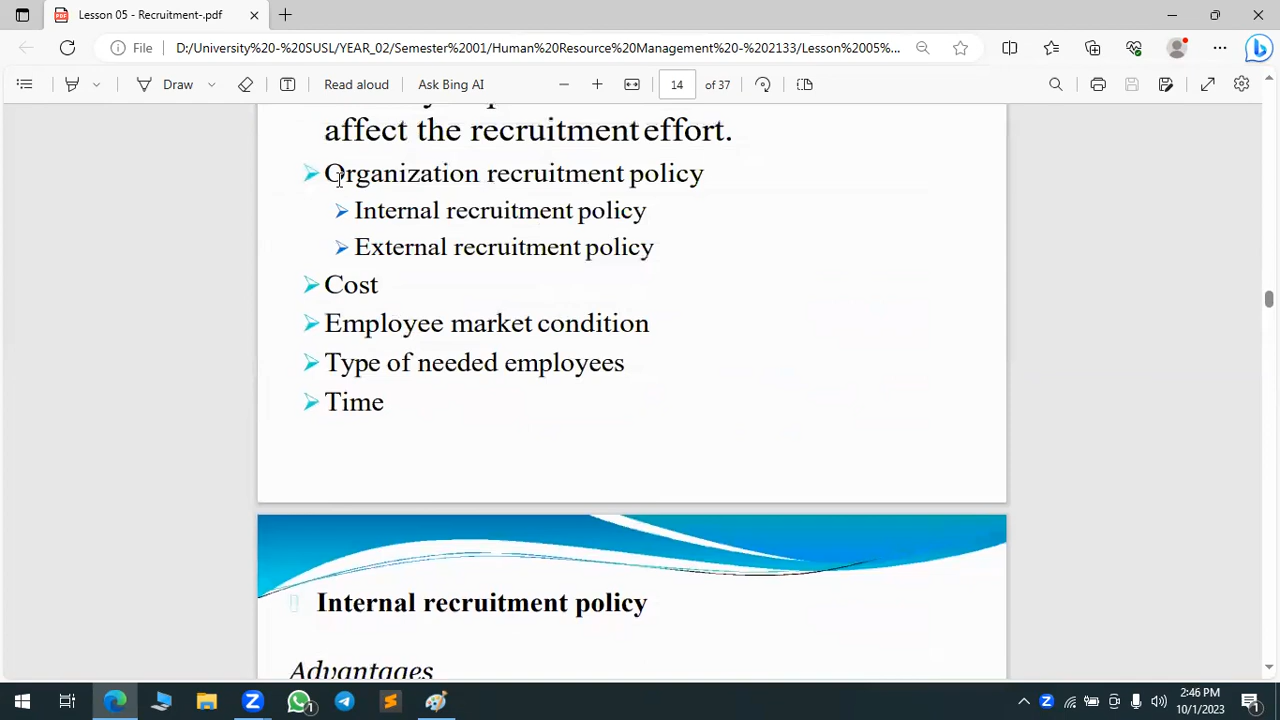 Lesson 05 - Recruitment-.pdf
File
D:/University%20-%20SUSL/YEAR_02/Semester%2001/Human%20Resource%20Management%20-%202133/Lesson%2005%...
Draw
Read aloud
Ask Bing AI
14
of 37
affect the recruitment effort.
Organization recruitment policy
Internal recruitment policy
External recruitment policy
Cost
Employee market condition
Type of needed employees
Time
Internal recruitment policy
Advantages
2:46 PM
10/1/2023